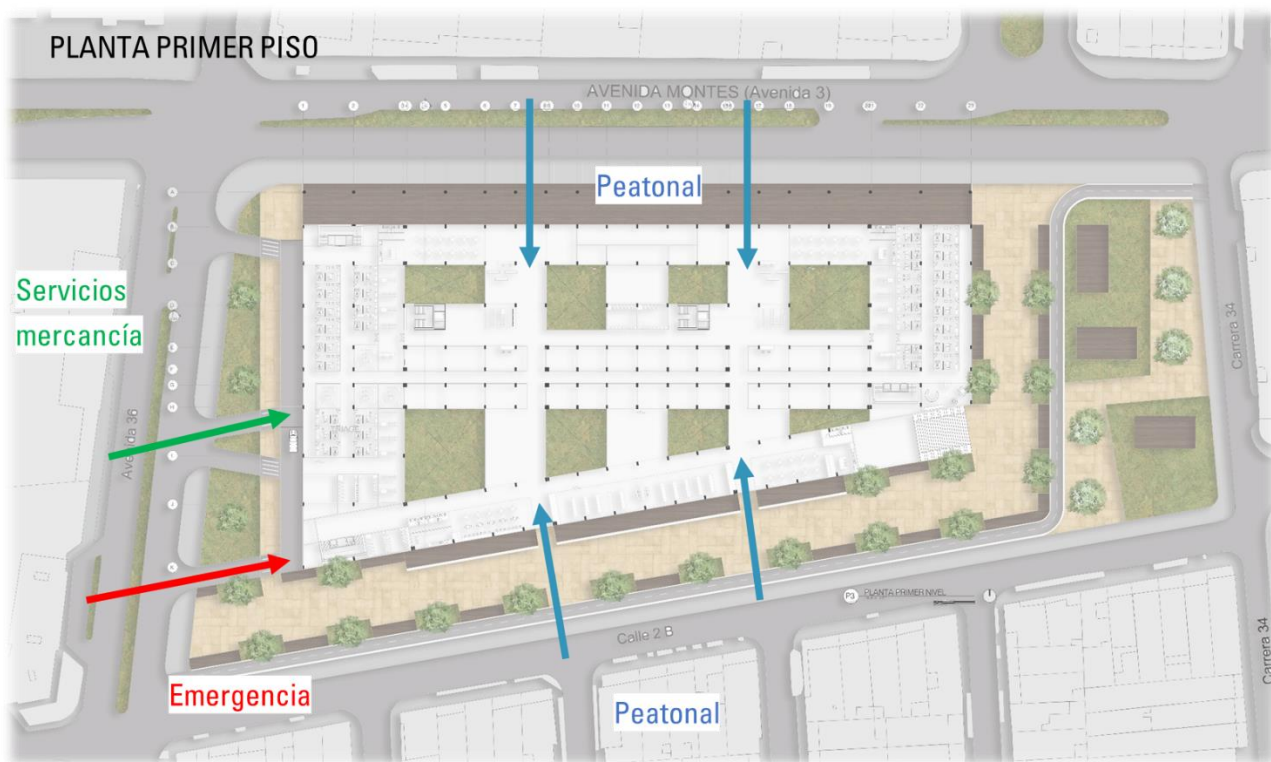 PLANTA PRIMER PISO
AVENIDA MONTES (Avenida 3)
Peatonal
Servicios
mercancía
Avenida 36
Carrera 34
P3 PLANTA PRIMER NIVEL
Calle 2 B
Carrera 34
Emergencia
Peatonal